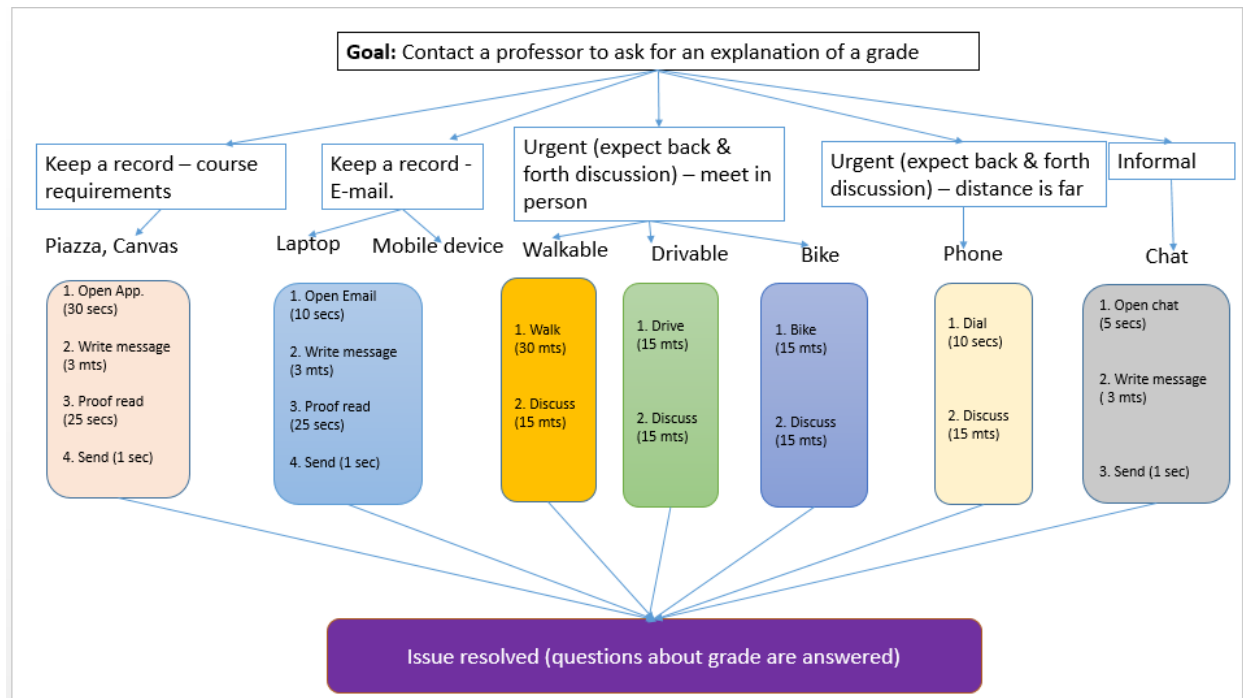 Goal: Contact a professor to ask for an explanation of a grade
Keep a record – course
requirements
Keep a record -
E-mail.
Urgent (expect back &
forth discussion) – meet in
person
Urgent (expect back & forth
discussion) – distance is far
Informal
Piazza, Canvas
Laptop
Mobile device
Walkable
Drivable
Bike
Phone
Chat
1. Open App.
(30 secs)
2. Write message
(3 mts)
3. Proof read
(25 secs)
4. Send (1 sec)
1. Open Email
(10 secs)
2. Write message
(3 mts)
3. Proof read
(25 secs)
4. Send (1 sec)
1. Walk
(30 mts)
2. Discuss
(15 mts)
1. Drive
(15 mts)
2. Discuss
(15 mts)
1. Bike
(15 mts)
2. Discuss
(15 mts)
1. Dial
(10 secs)
2. Discuss
(15 mts)
1. Open chat
(5 secs)
2. Write message
( 3 mts)
3. Send (1 sec)
Issue resolved (questions about grade are answered)